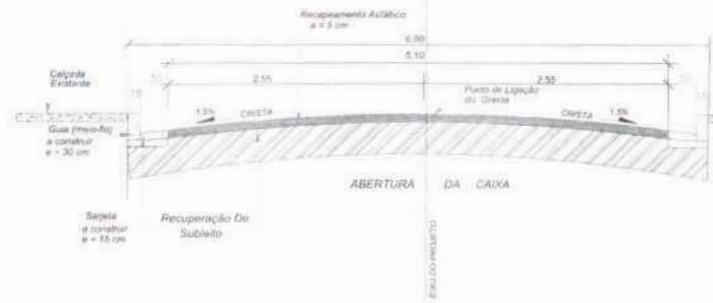 Recapeamento Asfáltico
e = 5 cm
6,00
5,10
2,55
2,55
Calçada
Existente
Ponto de Ligação
do Greide
1,5%
CRISTA
CRISTA
1,5%
Guia (meio-fio)
a construir
e = 30 cm
ABERTURA DA CAIXA
Sarjeta
a construir
e = 15 cm
Recuperação De
Subleito
EIXO DO PROJETO